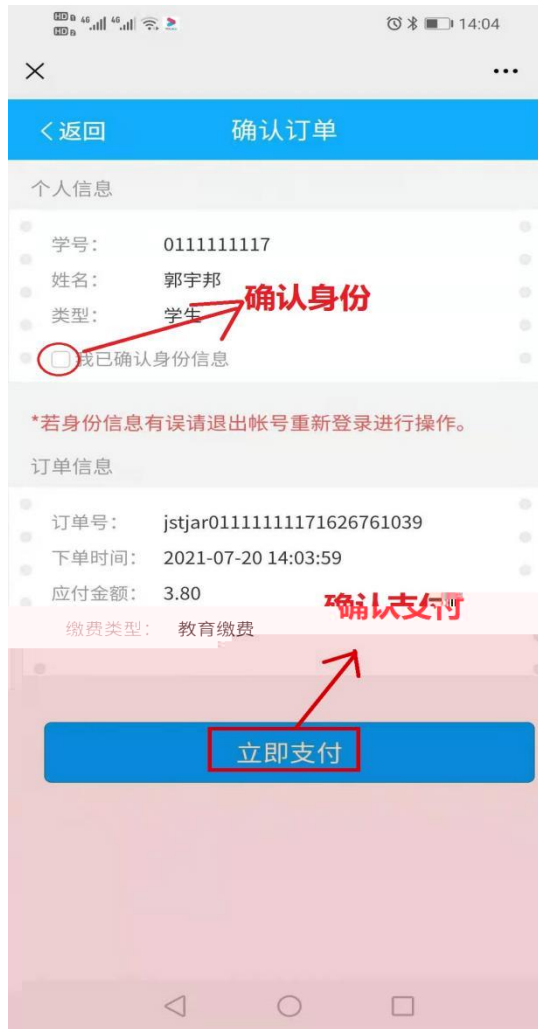 14:04
<返回 确认订单
个人信息
学号： 0111111117
姓名： 郭宇邦
确认身份
类型： 学生
我已确认身份信息
*若身份信息有误请退出帐号重新登录进行操作。
订单信息
订单号： jstjar01111111171626761039
下单时间： 2021-07-20 14:03:59
应付金额： 3.80
确认支付
缴费类型： 教育缴费
立即支付